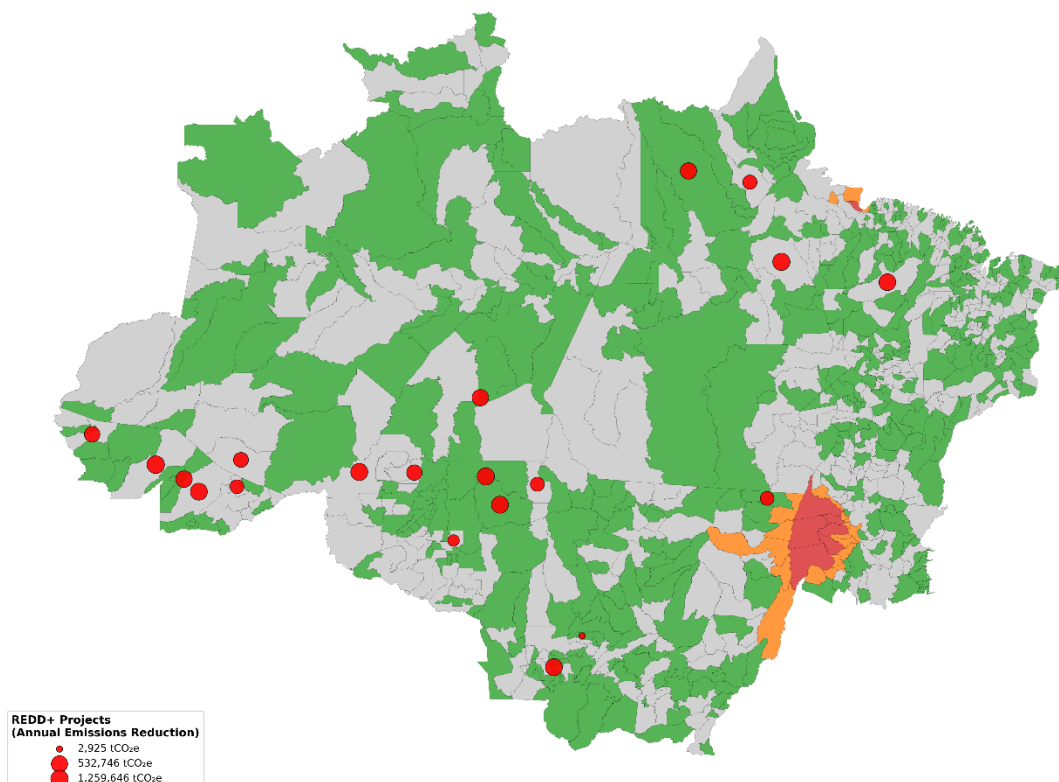 REDD+ Projects
(Annual Emissions Reduction)
2,925 tCO₂e
532,746 tCO₂e
1,259,646 tCO₂e